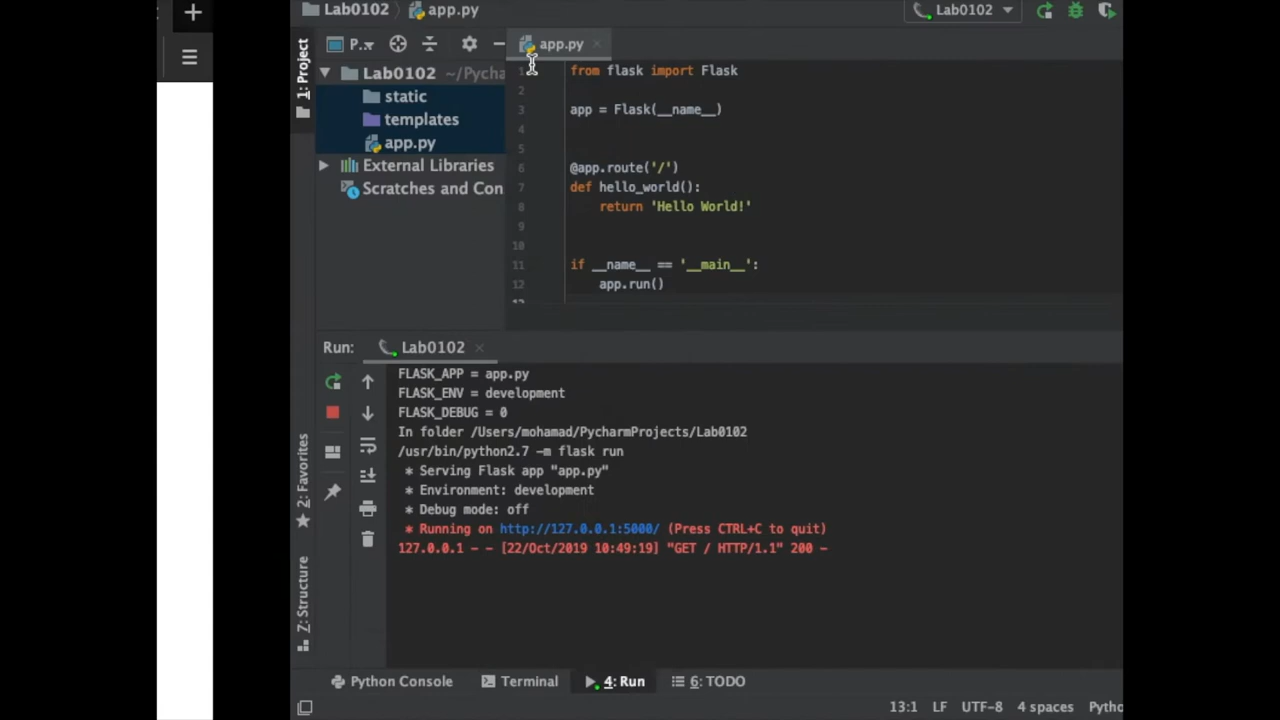 Lab0102
app.py
Lab0102
1: Project
P..
app.py
Lab0102 ~/Pycha
static
templates
app.py
External Libraries
Scratches and Con
1 from flask import Flask
2
3 app = Flask(__name__)
4
5
6 @app.route('/')
7 def hello_world():
8 return 'Hello World!'
9
10
11 if __name__ == '__main__':
12 app.run()
Run:
Lab0102
FLASK_APP = app.py
FLASK_ENV = development
FLASK_DEBUG = 0
In folder /Users/mohamad/PycharmProjects/Lab0102
/usr/bin/python2.7 -m flask run
* Serving Flask app "app.py"
* Environment: development
* Debug mode: off
* Running on http://127.0.0.1:5000/ (Press CTRL+C to quit)
127.0.0.1 - - [22/Oct/2019 10:49:19] "GET / HTTP/1.1" 200 -
2: Favorites
Z: Structure
Python Console
Terminal
4: Run
6: TODO
13:1
LF
UTF-8
4 spaces
Pytho